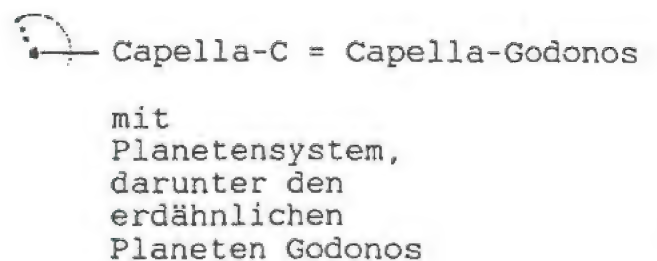 Capella-C = Capella-Godonos
mit
Planetensystem,
darunter den
erdähnlichen
Planeten Godonos